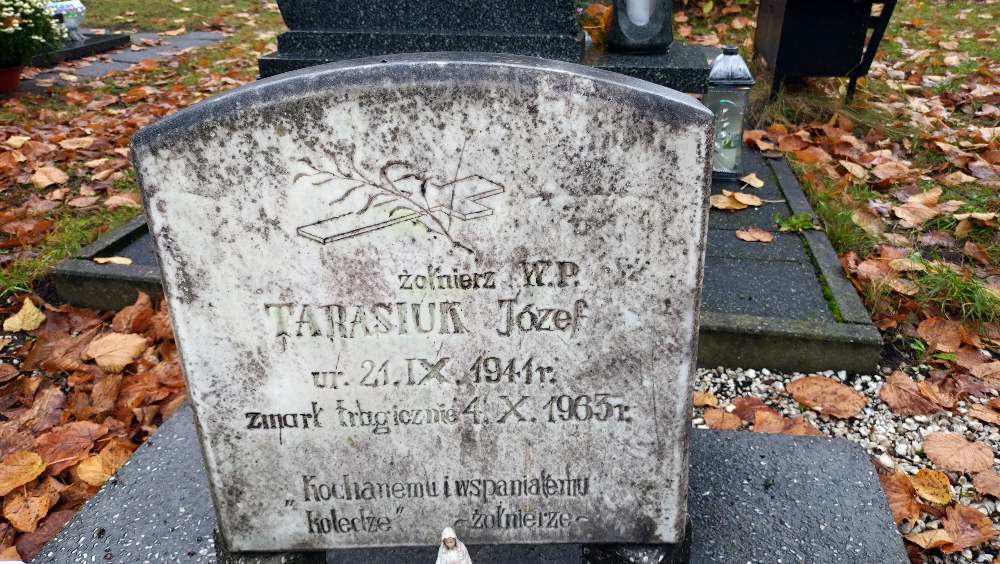 żołnierz W.P.
TARASIUK Józef
ur. 21.IX.1941r.
zmarł tragicznie 4.X.1963r.
„Kochanemu i wspaniałemu
koledze” -żołnierze-